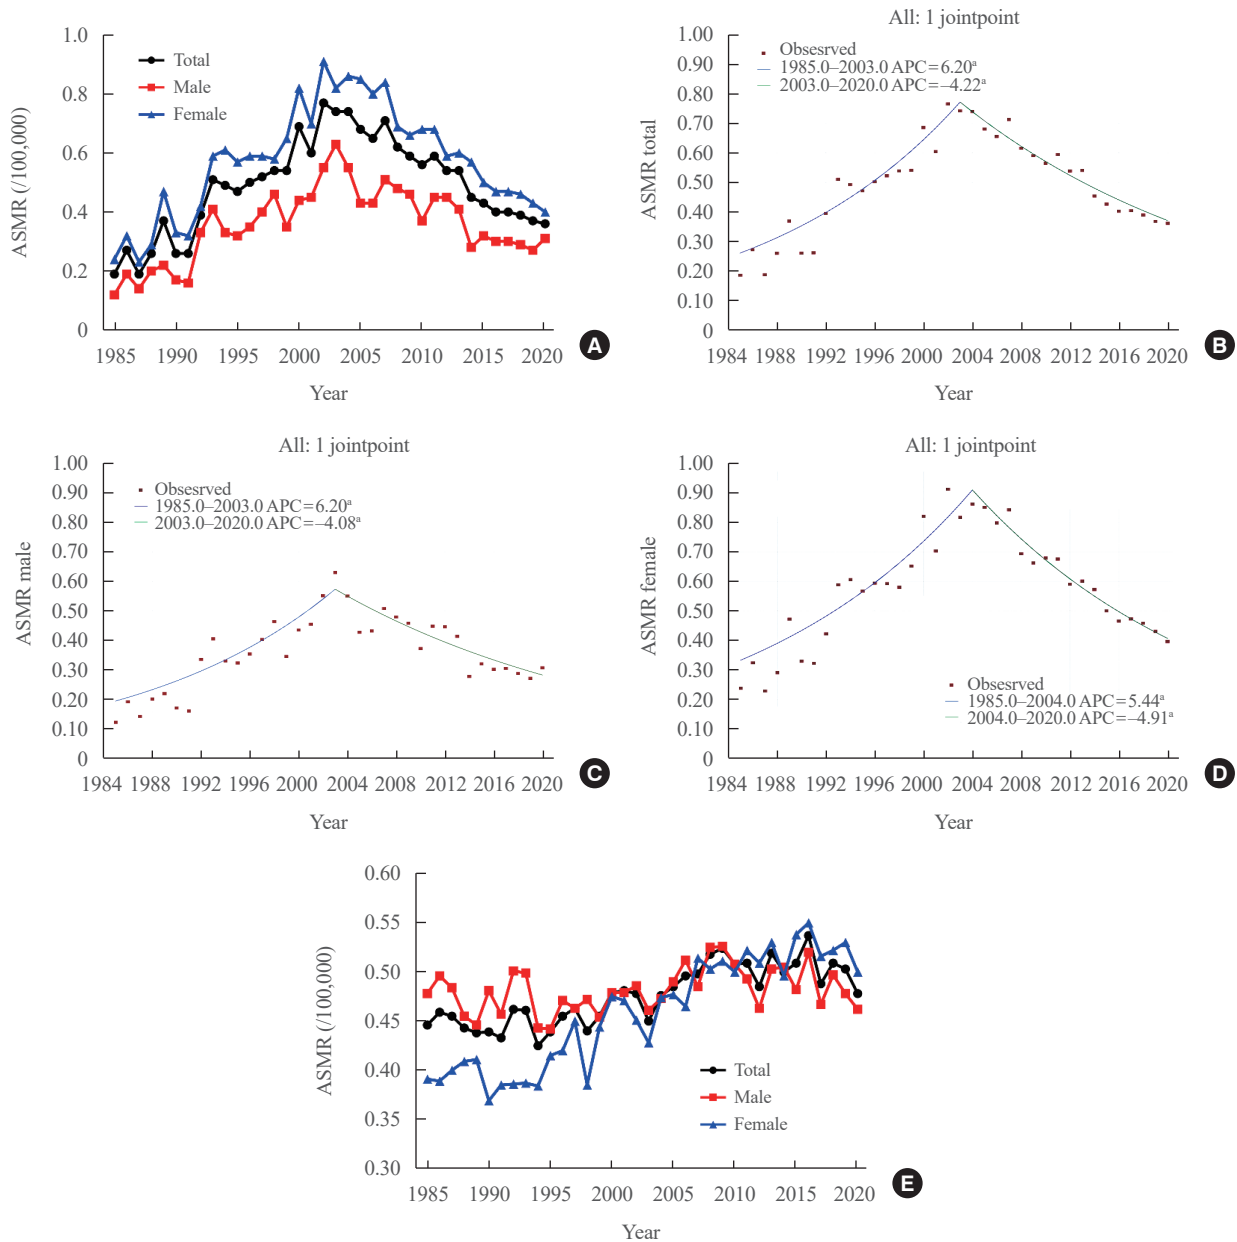 1.0
0.8
0.6
0.4
0.2
0
ASMR (/100,000)
Total
Male
Female
1985 1990 1995 2000 2005 2010 2015 2020
Year
A
All: 1 jointpoint
1.00
0.90
0.80
0.70
0.60
0.50
0.40
0.30
0.20
0.10
0
ASMR total
Obsesrved
1985.0–2003.0 APC=6.20ª
2003.0–2020.0 APC=–4.22ª
1984 1988 1992 1996 2000 2004 2008 2012 2016 2020
Year
B
All: 1 jointpoint
1.00
0.90
0.80
0.70
0.60
0.50
0.40
0.30
0.20
0.10
0
ASMR male
Obsesrved
1985.0–2003.0 APC=6.20ª
2003.0–2020.0 APC=–4.08ª
1984 1988 1992 1996 2000 2004 2008 2012 2016 2020
Year
C
All: 1 jointpoint
1.00
0.90
0.80
0.70
0.60
0.50
0.40
0.30
0.20
0.10
0
ASMR female
Obsesrved
1985.0–2004.0 APC=5.44ª
2004.0–2020.0 APC=–4.91ª
1984 1988 1992 1996 2000 2004 2008 2012 2016 2020
Year
D
0.60
0.55
0.50
0.45
0.40
0.35
0.30
ASMR (/100,000)
Total
Male
Female
1985 1990 1995 2000 2005 2010 2015 2020
Year
E